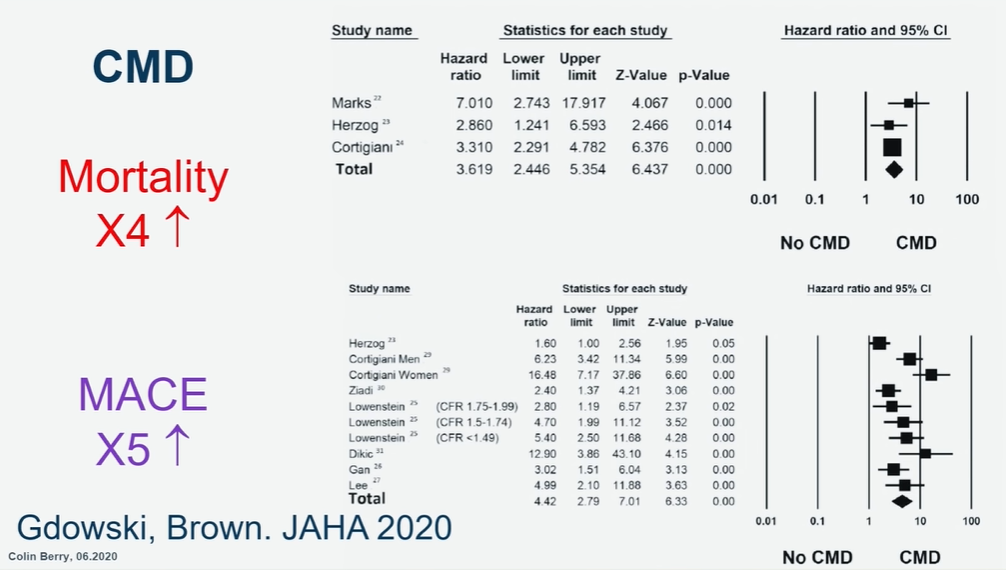 CMD
Mortality
X4 ↑
Study name Statistics for each study Hazard ratio and 95% CI
Hazard ratio Lower limit Upper limit Z-Value p-Value
Marks 22 7.010 2.743 17.917 4.067 0.000
Herzog 23 2.860 1.241 6.593 2.466 0.014
Cortigiani 24 3.310 2.291 4.782 6.376 0.000
Total 3.619 2.446 5.354 6.437 0.000
0.01 0.1 1 10 100
No CMD CMD
MACE
X5 ↑
Study name Statistics for each study Hazard ratio and 95% CI
Hazard ratio Lower limit Upper limit Z-Value p-Value
Herzog 23 1.60 1.00 2.56 1.95 0.05
Cortigiani Men 29 6.23 3.42 11.34 5.99 0.00
Cortigiani Women 29 16.48 7.17 37.86 6.60 0.00
Ziadi 30 2.40 1.37 4.21 3.06 0.00
Lowenstein 25 (CFR 1.75-1.99) 2.80 1.19 6.57 2.37 0.02
Lowenstein 25 (CFR 1.5-1.74) 4.70 1.99 11.12 3.52 0.00
Lowenstein 25 (CFR <1.49) 5.40 2.50 11.68 4.28 0.00
Dikic 31 12.90 3.86 43.10 4.15 0.00
Gan 26 3.02 1.51 6.04 3.13 0.00
Lee 27 4.99 2.10 11.88 3.63 0.00
Total 4.42 2.79 7.01 6.33 0.00
0.01 0.1 1 10 100
No CMD CMD
Gdowski, Brown. JAHA 2020
Colin Berry, 06.2020